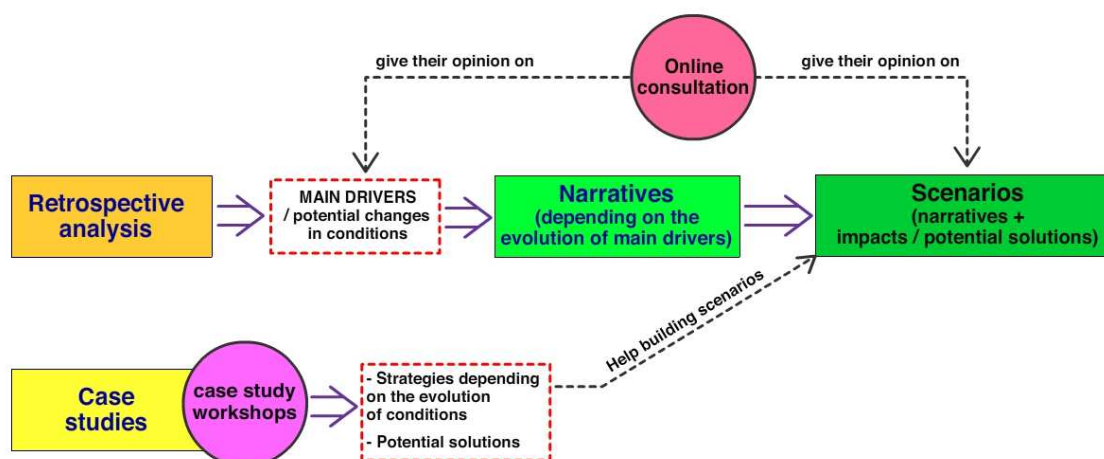 Online
consultation
give their opinion on
give their opinion on
Retrospective
analysis
MAIN DRIVERS
/ potential changes
in conditions
Narratives
(depending on the
evolution of main drivers)
Scenarios
(narratives +
impacts / potential solutions)
Help building scenarios
Case
studies
case study
workshops
- Strategies depending
on the evolution
of conditions
- Potential solutions